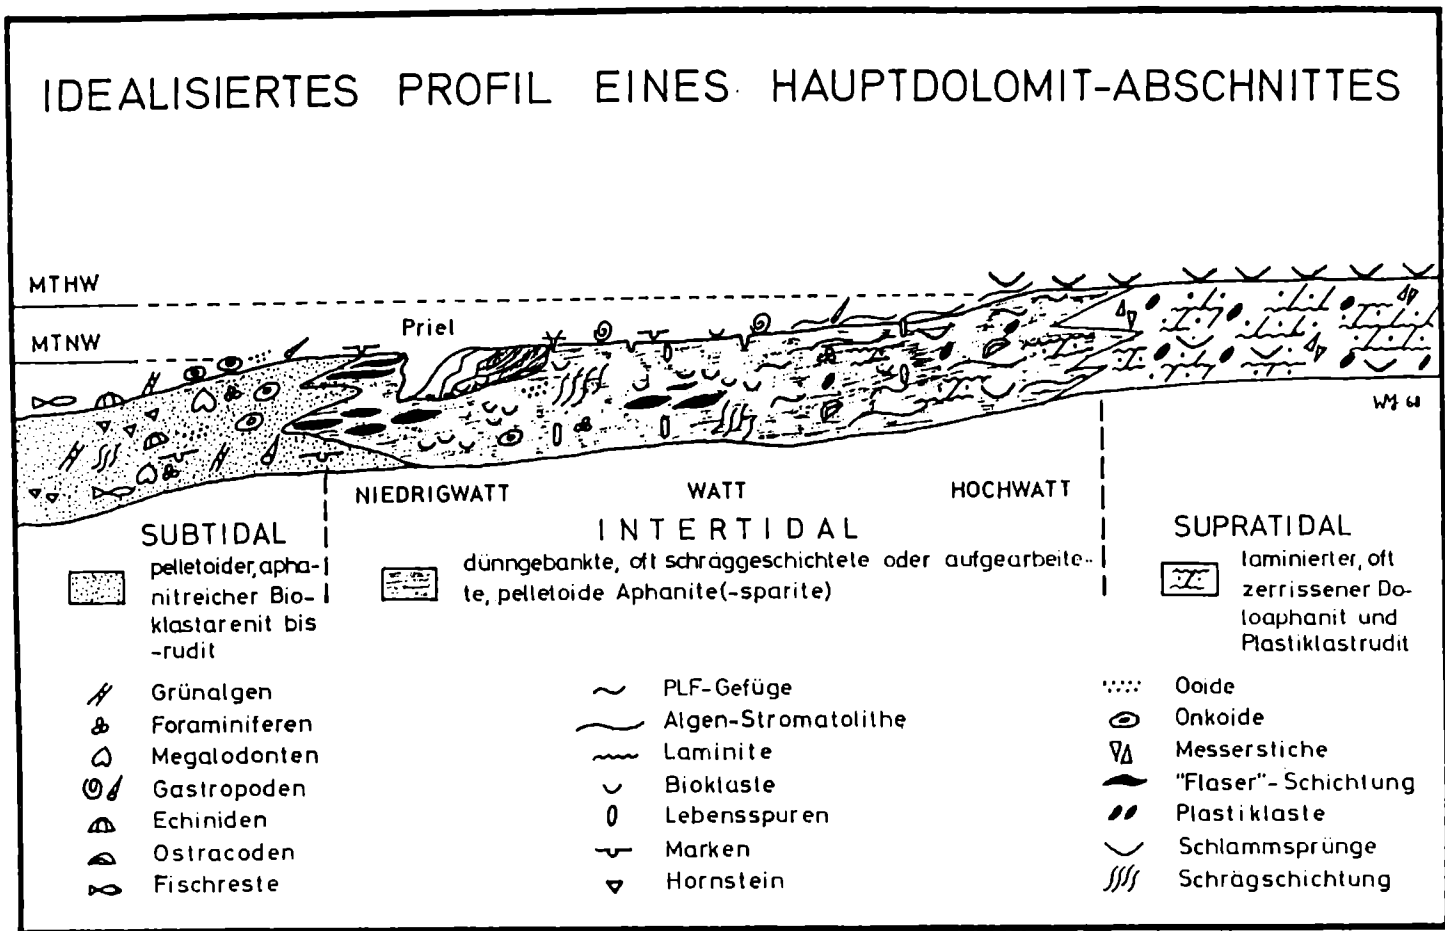 IDEALISIERTES PROFIL EINES HAUPTDOLOMIT-ABSCHNITTES
MTHW
MTNW
Priel
NIEDRIGWATT
WATT
HOCHWATT
SUBTIDAL
pelletoider, apha-
nitreicher Bio-
klastarenit bis
-rudit
INTERTIDAL
dünngebankte, oft schräggeschichtete oder aufgearbeite-
te, pelletoide Aphanite(-sparite)
SUPRATIDAL
laminierter, oft
zerrissener Do-
loaphanit und
Plastiklastrudit
Grünalgen
Foraminiferen
Megalodonten
Gastropoden
Echiniden
Ostracoden
Fischreste
PLF-Gefüge
Algen-Stromatolithe
Laminite
Bioklaste
Lebensspuren
Marken
Hornstein
Ooide
Onkoide
Messerstiche
"Flaser"-Schichtung
Plastiklaste
Schlammsprünge
Schrägschichtung